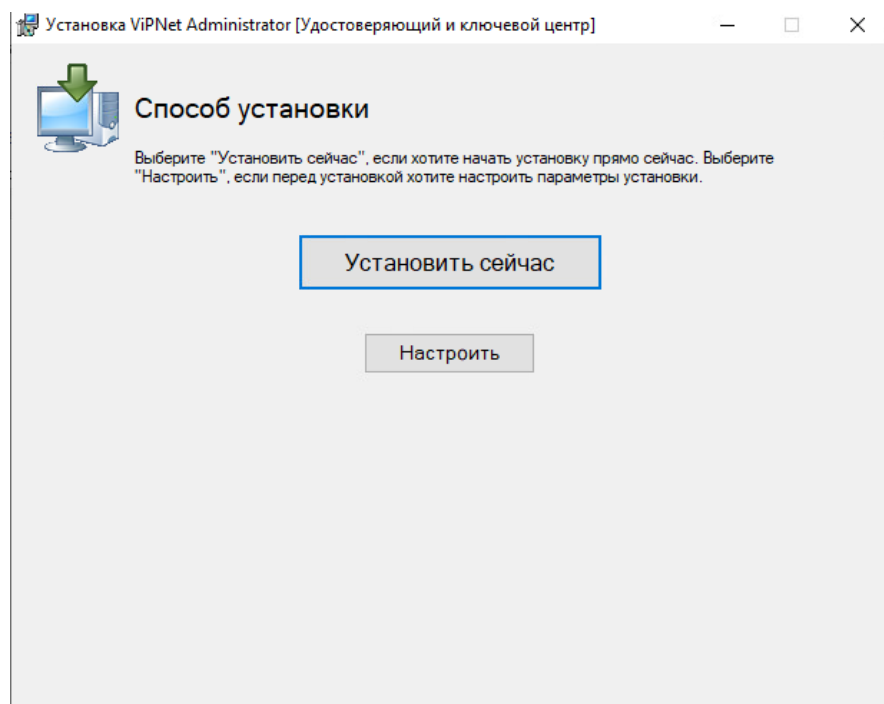 Установка ViPNet Administrator [Удостоверяющий и ключевой центр]
Способ установки
Выберите "Установить сейчас", если хотите начать установку прямо сейчас. Выберите
"Настроить", если перед установкой хотите настроить параметры установки.
Установить сейчас
Настроить